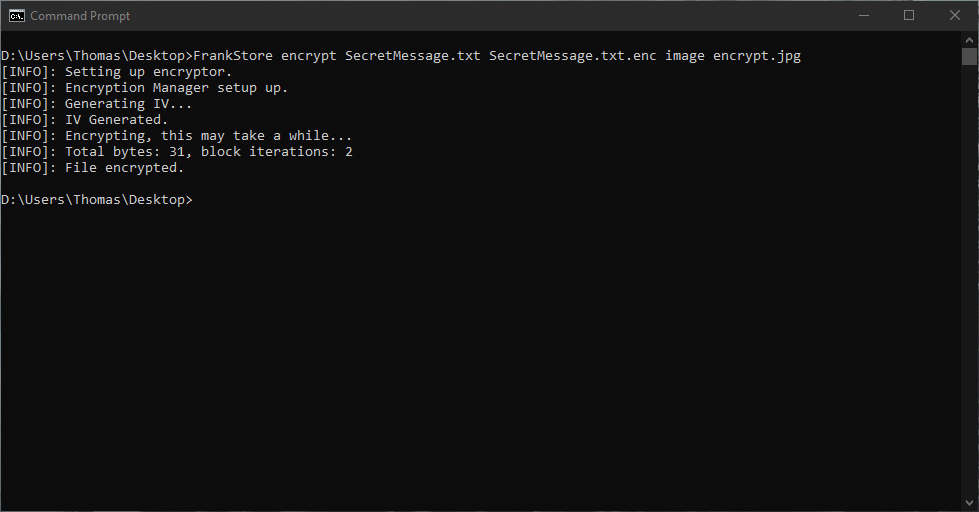 Command Prompt
D:\Users\Thomas\Desktop>FrankStore encrypt SecretMessage.txt SecretMessage.txt.enc image encrypt.jpg
[INFO]: Setting up encryptor.
[INFO]: Encryption Manager setup up.
[INFO]: Generating IV...
[INFO]: IV Generated.
[INFO]: Encrypting, this may take a while...
[INFO]: Total bytes: 31, block iterations: 2
[INFO]: File encrypted.
D:\Users\Thomas\Desktop>